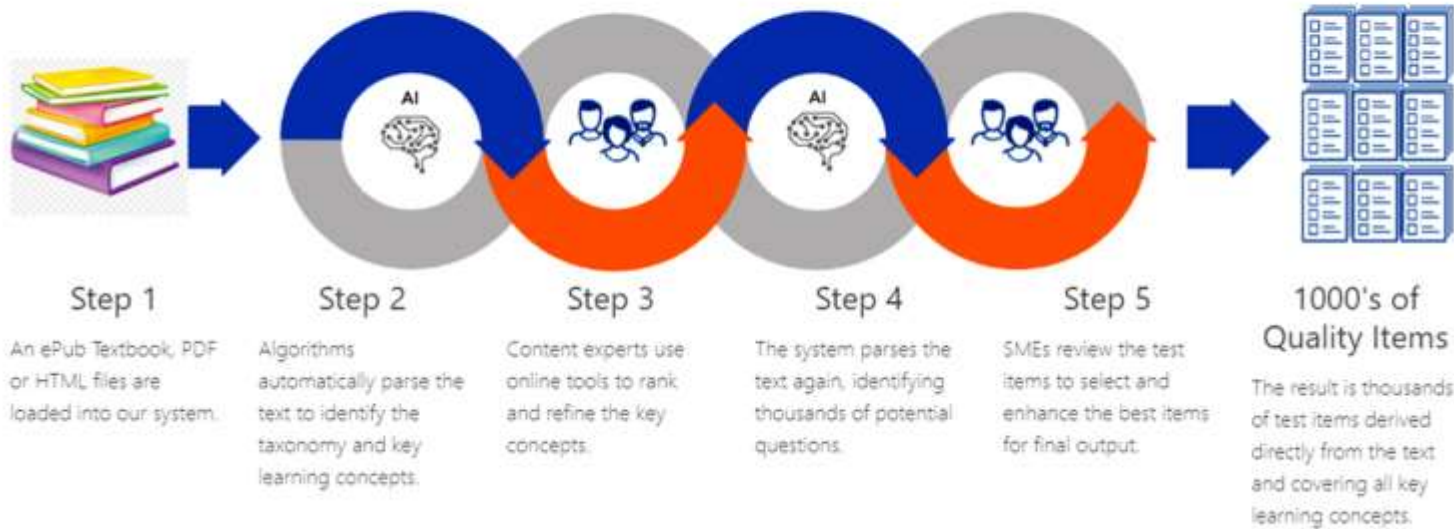 AI
AI
Step 1
An ePub Textbook, PDF
or HTML files are
loaded into our system.
Step 2
Algorithms
automatically parse the
text to identify the
taxonomy and key
learning concepts.
Step 3
Content experts use
online tools to rank
and refine the key
concepts.
Step 4
The system parses the
text again, identifying
thousands of potential
questions.
Step 5
SMEs review the test
items to select and
enhance the best items
for final output.
1000's of
Quality Items
The result is thousands
of test items derived
directly from the text
and covering all key
learning concepts.